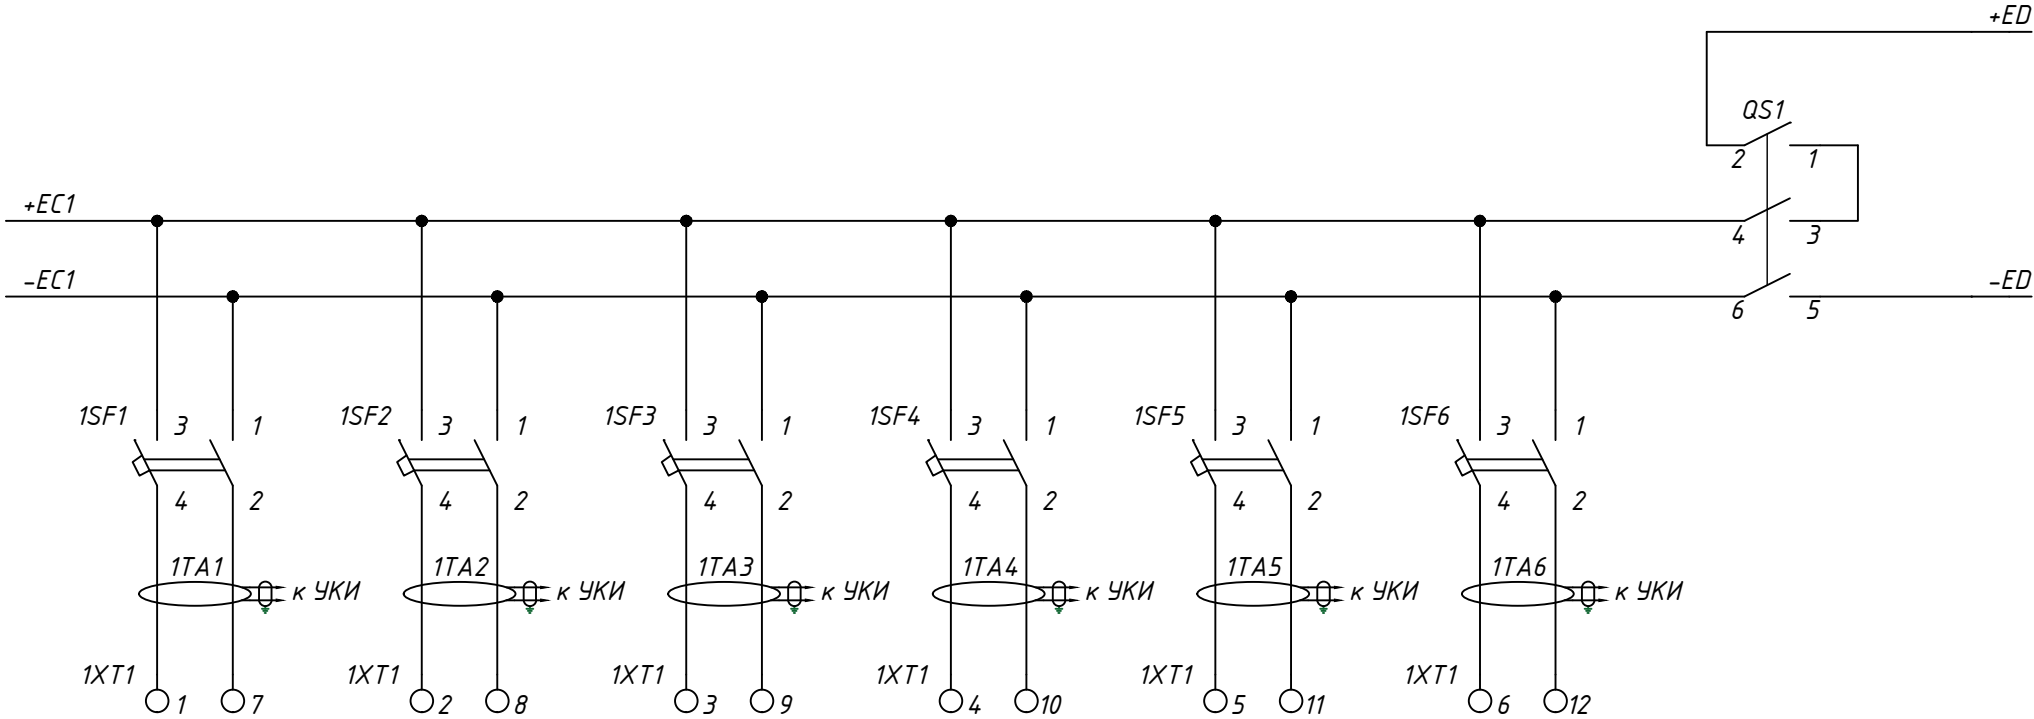 +ED
QS1
2 1
+EC1
4 3
-EC1
-ED
6 5
1SF1 3 1 1SF2 3 1 1SF3 3 1 1SF4 3 1 1SF5 3 1 1SF6 3 1
4 2 4 2 4 2 4 2 4 2 4 2
1TA1 1TA2 1TA3 1TA4 1TA5 1TA6
к УКИ к УКИ к УКИ к УКИ к УКИ к УКИ
1XT1 1XT1 1XT1 1XT1 1XT1 1XT1
1 7 2 8 3 9 4 10 5 11 6 12